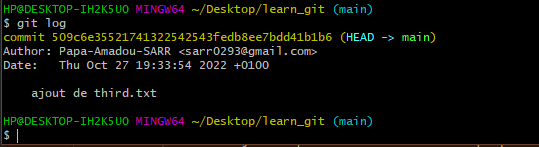 HP@DESKTOP-IH2K5UO MINGW64 ~/Desktop/learn_git (main)
$ git log
commit 509c6e35521741322542543fedb8ee7bdd41b1b6 (HEAD -> main)
Author: Papa-Amadou-SARR <sarr0293@gmail.com>
Date:   Thu Oct 27 19:33:54 2022 +0100
    ajout de third.txt
HP@DESKTOP-IH2K5UO MINGW64 ~/Desktop/learn_git (main)
$